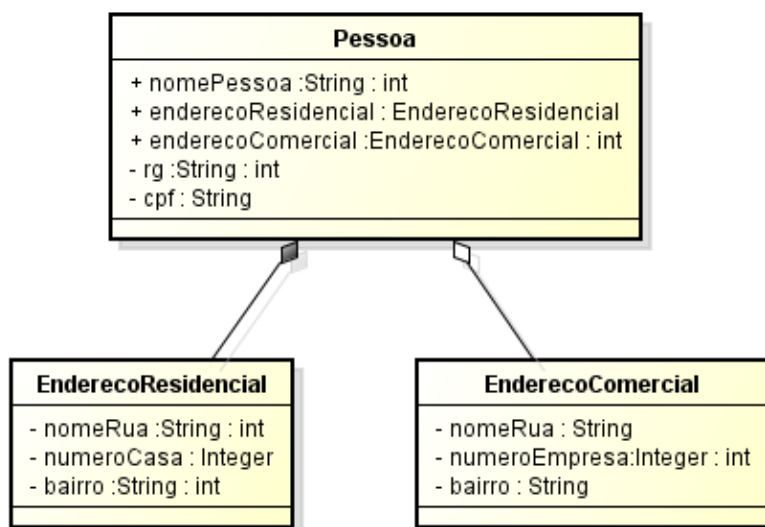 Pessoa
+ nomePessoa :String : int
+ enderecoResidencial : EnderecoResidencial
+ enderecoComercial :EnderecoComercial : int
- rg :String : int
- cpf : String
EnderecoResidencial
- nomeRua :String : int
- numeroCasa : Integer
- bairro :String : int
EnderecoComercial
- nomeRua : String
- numeroEmpresa:Integer : int
- bairro : String